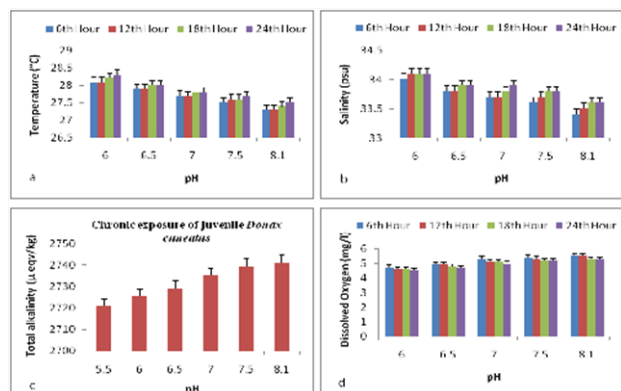 6th Hour 12th Hour 18th Hour 24th Hour
Temperature (°C)
29
28.5
28
27.5
27
26.5
6 6.5 7 7.5 8.1
a
pH
6th Hour 12th Hour 18th Hour 24th Hour
Salinity (psu)
34.5
34
33.5
33
6 6.5 7 7.5 8.1
b
pH
Chronic exposure of juvenile Donax
cuneatus
Total alkalinity (µ eqv/kg)
2750
2740
2730
2720
2710
2700
5.5 6 6.5 7 7.5 8.1
c
pH
6th Hour 12th Hour 18th Hour 24th Hour
Dissolved Oxygen (mg/l)
6
5
4
3
2
1
0
6 6.5 7 7.5 8.1
d
pH